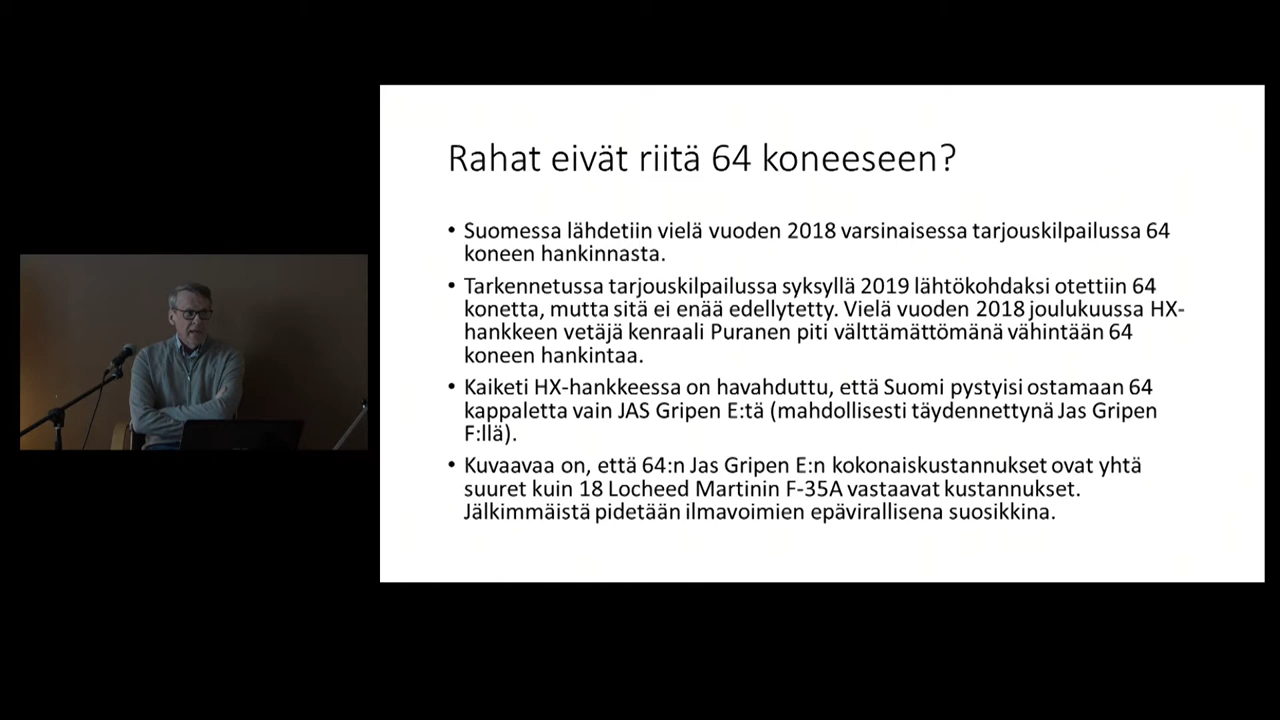 Rahat eivät riitä 64 koneeseen?
• Suomessa lähdetiin vielä vuoden 2018 varsinaisessa tarjouskilpailussa 64
koneen hankinnasta.
• Tarkennetussa tarjouskilpailussa syksyllä 2019 lähtökohdaksi otettiin 64
konetta, mutta sitä ei enää edellytetty. Vielä vuoden 2018 joulukuussa HX-
hankkeen vetäjä kenraali Puranen piti välttämättömänä vähintään 64
koneen hankintaa.
• Kaiketi HX-hankkeessa on havahduttu, että Suomi pystyisi ostamaan 64
kappaletta vain JAS Gripen E:tä (mahdollisesti täydennettynä Jas Gripen
F:llä).
• Kuvaavaa on, että 64:n Jas Gripen E:n kokonaiskustannukset ovat yhtä
suuret kuin 18 Locheed Martinin F-35A vastaavat kustannukset.
Jälkimmäistä pidetään ilmavoimien epävirallisena suosikkina.